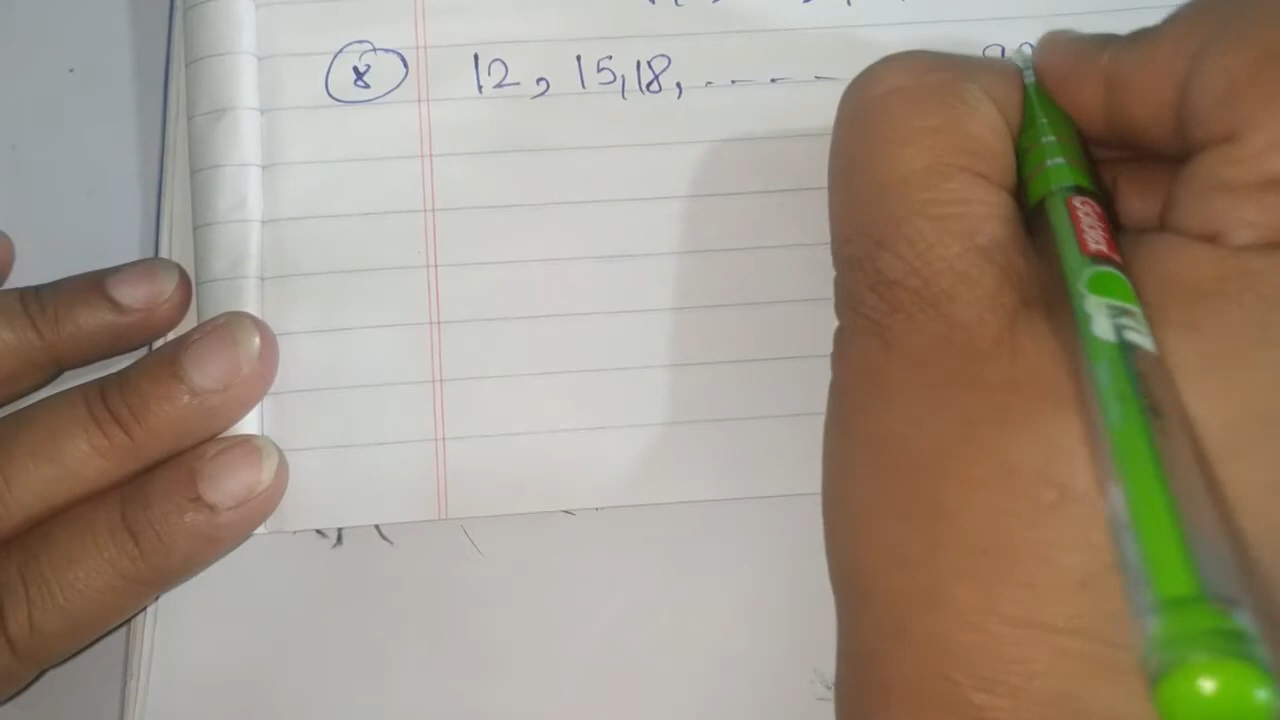 8 12, 15, 18, - - - - -